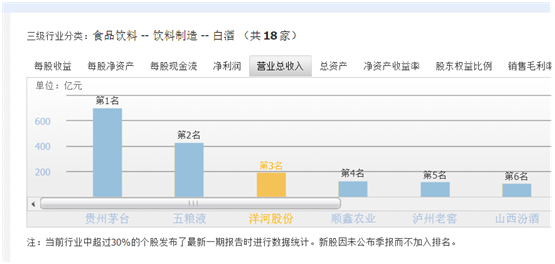 三级行业分类：食品饮料 -- 饮料制造 -- 白酒 （共 18 家）
每股收益 每股净资产 每股现金流 净利润 营业总收入 总资产 净资产收益率 股东权益比例 销售毛利率
单位：亿元
第1名
600
第2名
400
第3名
200
第4名 第5名 第6名
贵州茅台 五粮液 洋河股份 顺鑫农业 泸州老窖 山西汾酒
注：当前行业中超过30%的个股发布了最新一期报告时进行数据统计。新股因未公布季报而不加入排名。